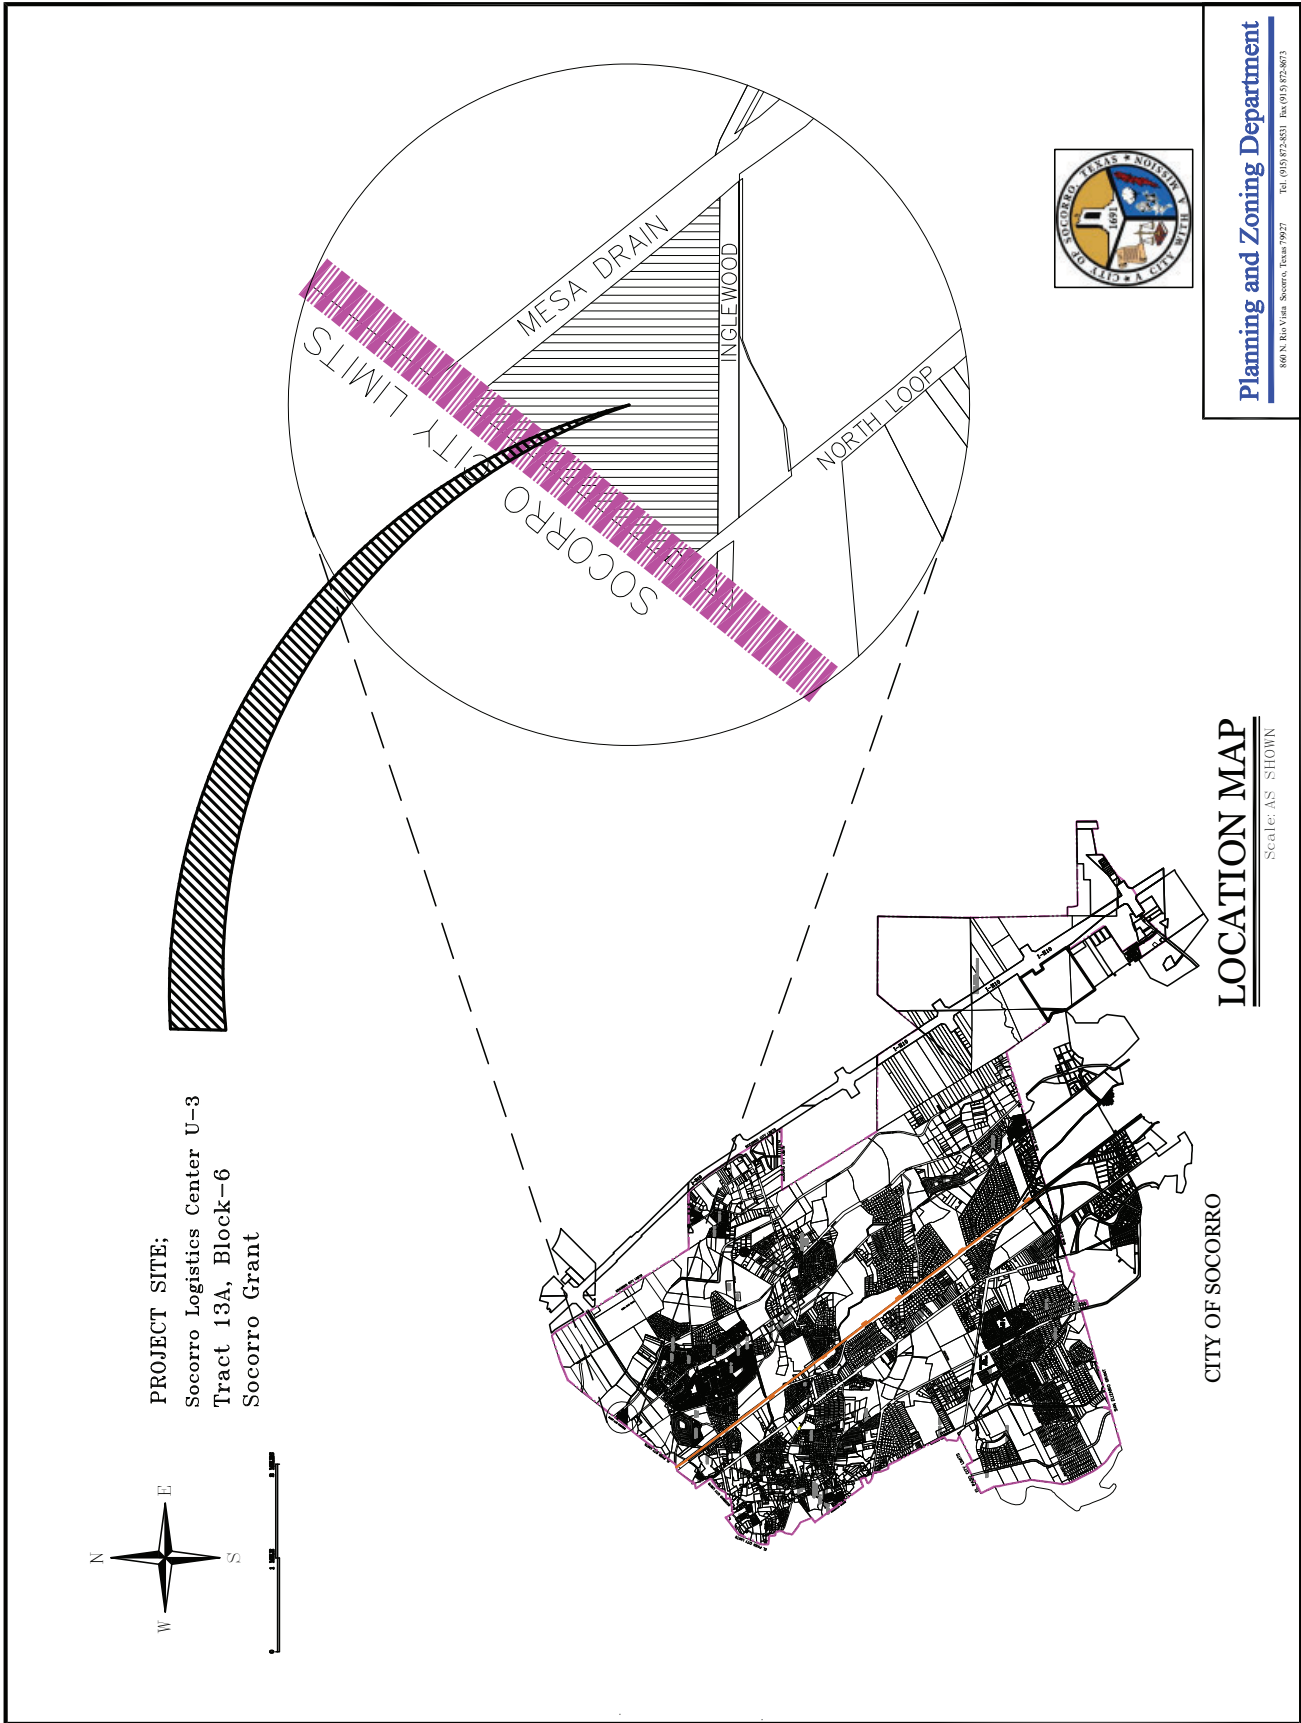 N
W
E
S
PROJECT SITE;
Socorro Logistics Center U-3
Tract 13A, Block-6
Socorro Grant
SOCORRO CITY LIMITS
MESA DRAIN
INGLEWOOD
NORTH LOOP
CITY OF SOCORRO, TEXAS
A CITY WITH A MISSION
1691
CITY OF SOCORRO
LOCATION MAP
Scale: AS SHOWN
Planning and Zoning Department
860 N. Rio Vista Socorro, Texas 79927 Tel. (915) 872-8531 Fax (915) 872-8673